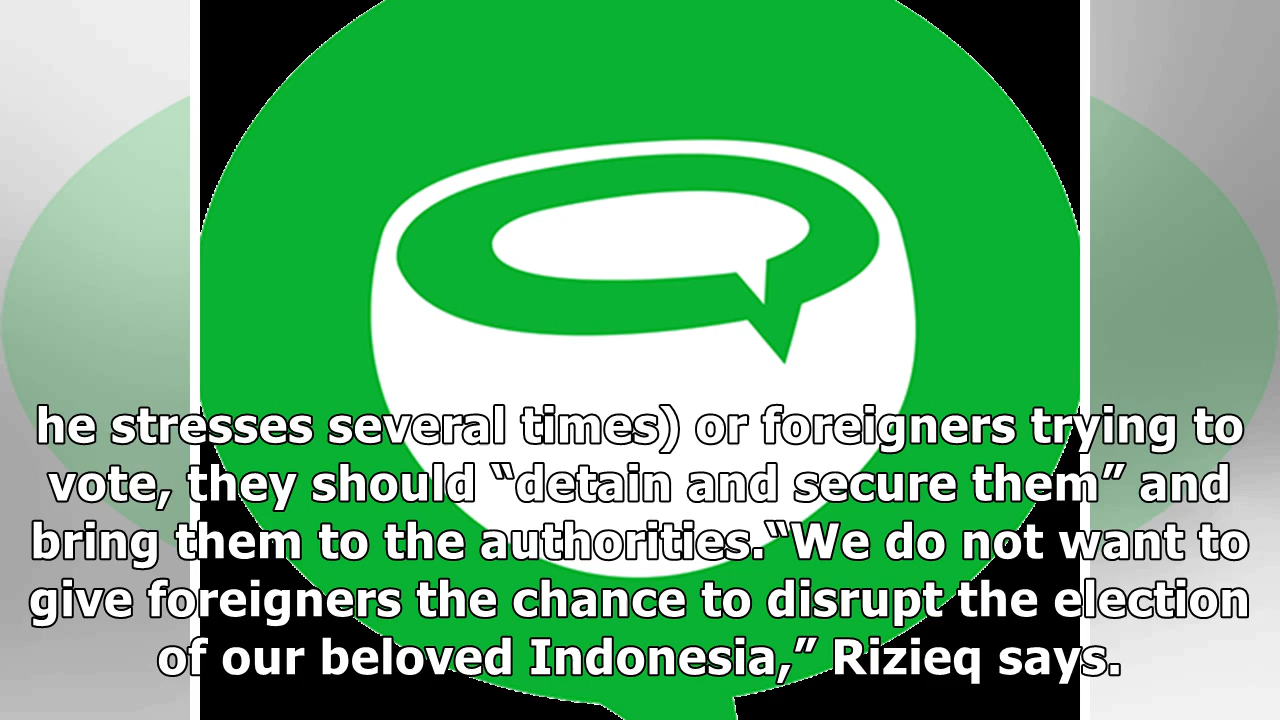 he stresses several times) or foreigners trying to
vote, they should “detain and secure them” and
bring them to the authorities.“We do not want to
give foreigners the chance to disrupt the election
of our beloved Indonesia,” Rizieq says.